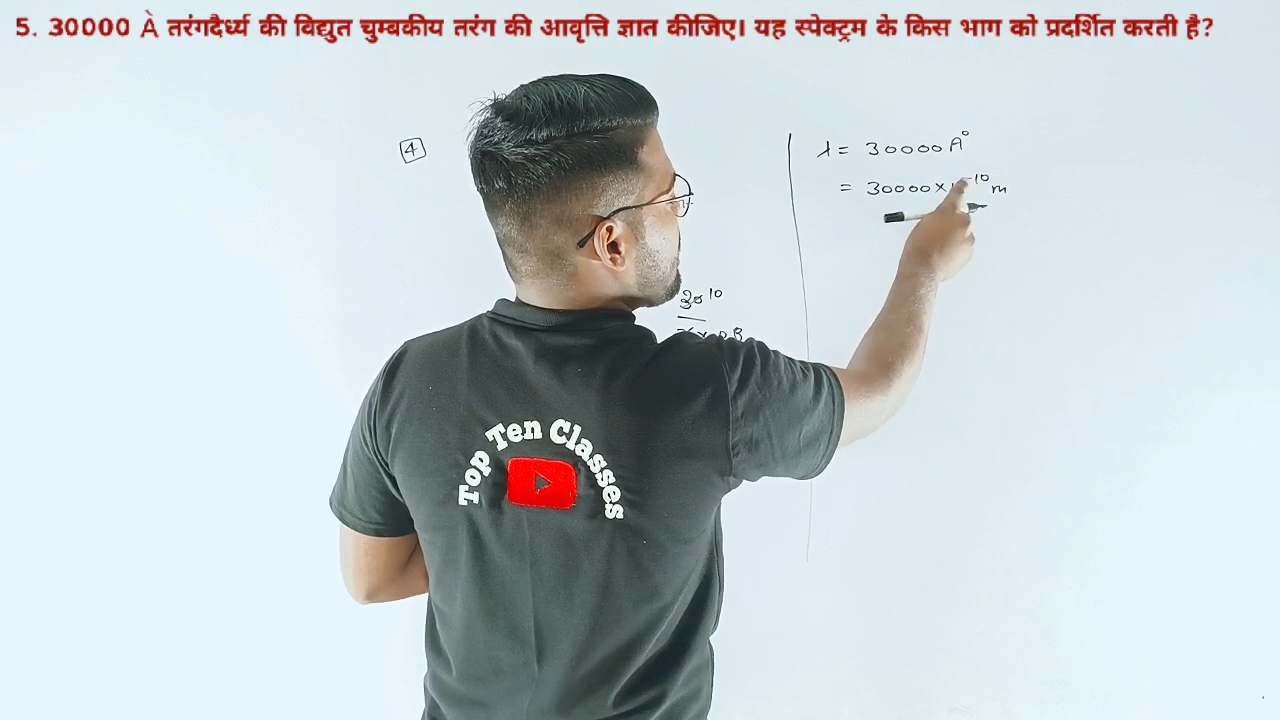 5. 30000 À तरंगदैर्ध्य की विद्युत चुम्बकीय तरंग की आवृत्ति ज्ञात कीजिए। यह स्पेक्ट्रम के किस भाग को प्रदर्शित करती है?
4
λ = 30000 A°
= 30000 × 10⁻¹⁰ m
10
Top Ten Classes